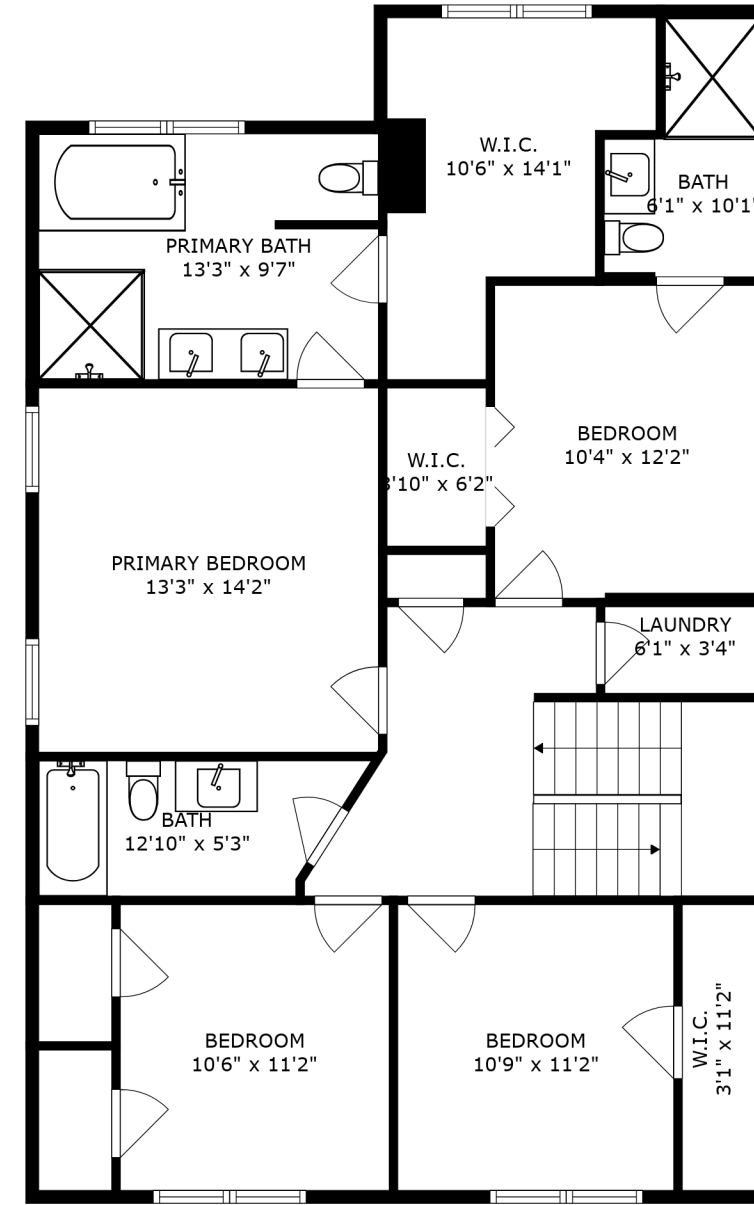 W.I.C.
10'6" x 14'1"
BATH
6'1" x 10'1"
PRIMARY BATH
13'3" x 9'7"
BEDROOM
10'4" x 12'2"
W.I.C.
3'10" x 6'2"
PRIMARY BEDROOM
13'3" x 14'2"
LAUNDRY
6'1" x 3'4"
BATH
12'10" x 5'3"
BEDROOM
10'6" x 11'2"
BEDROOM
10'9" x 11'2"
W.I.C.
3'1" x 11'2"